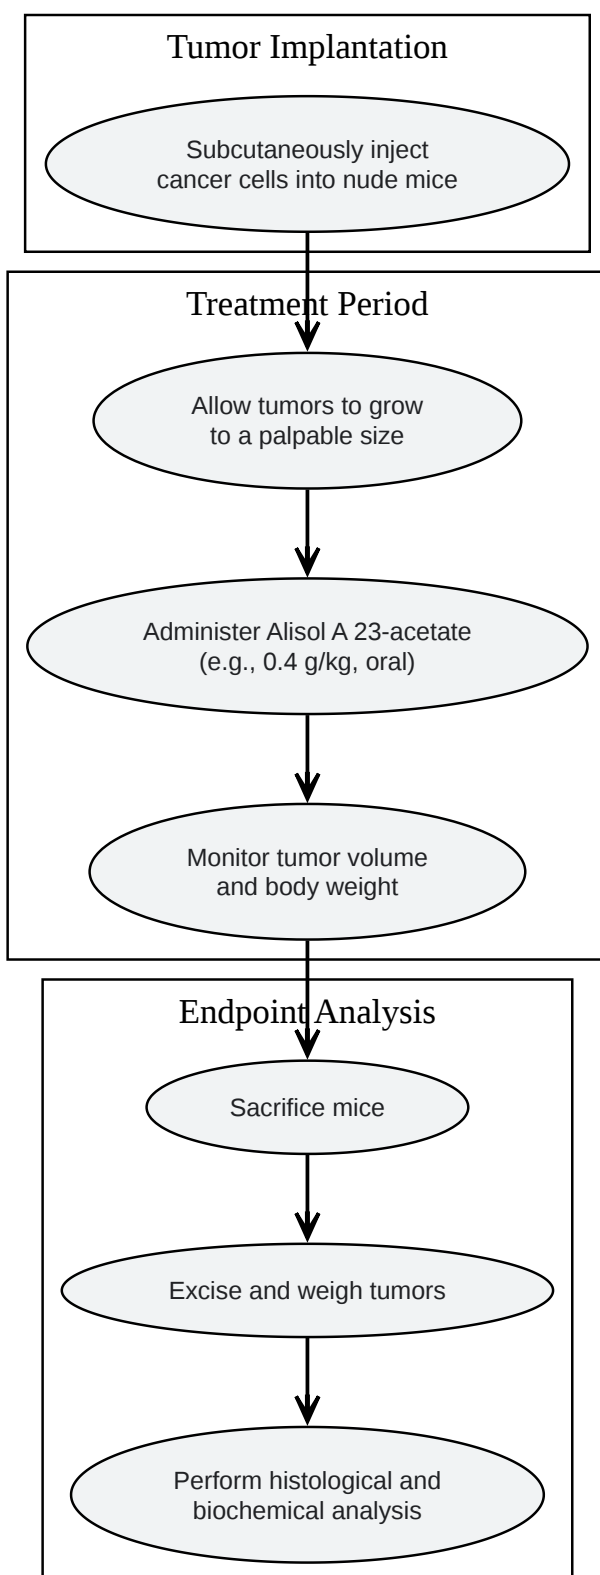 Tumor Implantation
Subcutaneously inject
cancer cells into nude mice
Treatment Period
Allow tumors to grow
to a palpable size
Administer Alisol A 23-acetate
(e.g., 0.4 g/kg, oral)
Monitor tumor volume
and body weight
Endpoint Analysis
Sacrifice mice
Excise and weigh tumors
Perform histological and
biochemical analysis